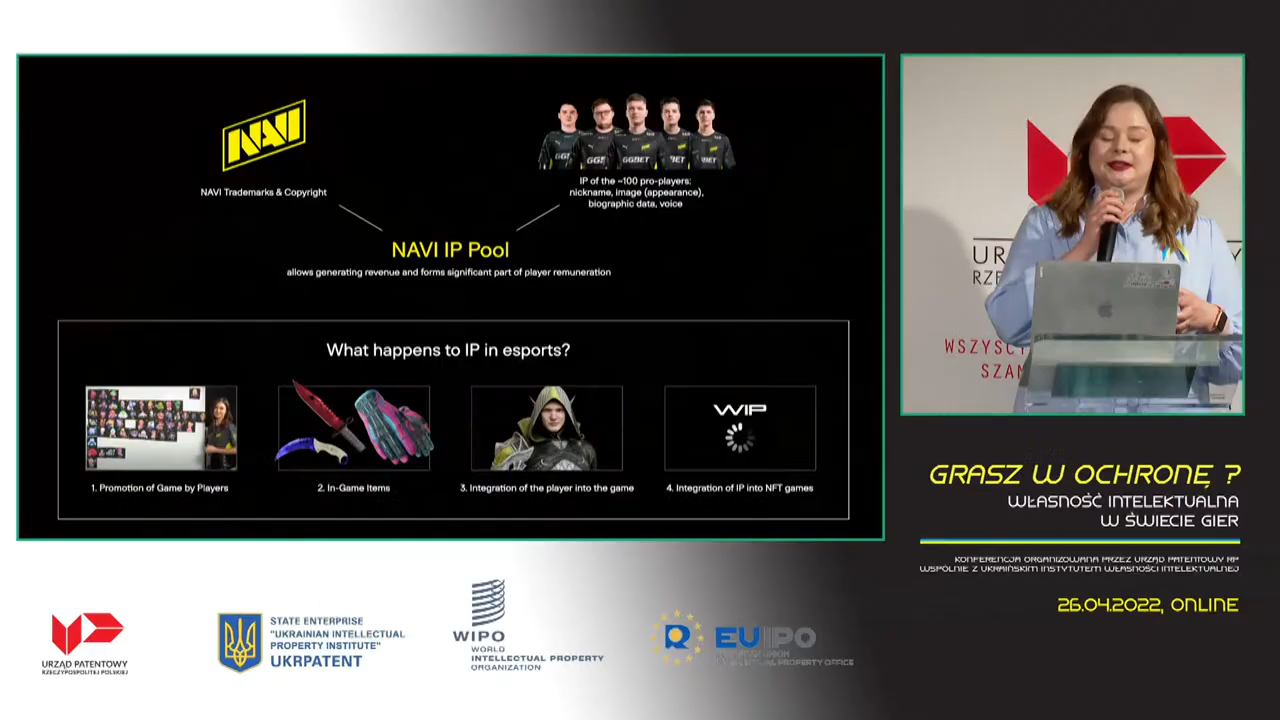 NAVI
NAVI Trademarks & Copyright
GGBET
IP of the ~100 pro-players:
nickname, image (appearance),
biographic data, voice
NAVI IP Pool
allows generating revenue and forms significant part of player remuneration
What happens to IP in esports?
WIP
1. Promotion of Game by Players
2. In-Game Items
3. Integration of the player into the game
4. Integration of IP into NFT games
WSZYSC
SZAN
GRASZ W OCHRONĘ ?
WŁASNOŚĆ INTELEKTUALNA
W ŚWIECIE GIER
KONFERENCJA ORGANIZOWANA PRZEZ URZĄD PATENTOWY RP
WSPÓLNIE Z UKRAIŃSKIM INSTYTUTEM WŁASNOŚCI INTELEKTUALNEJ
26.04.2022, ONLINE
URZĄD PATENTOWY
RZECZYPOSPOLITEJ POLSKIEJ
STATE ENTERPRISE
"UKRAINIAN INTELLECTUAL
PROPERTY INSTITUTE"
UKRPATENT
WIPO
WORLD
INTELLECTUAL PROPERTY
ORGANIZATION
EUIPO
PROPERTY OFFICE